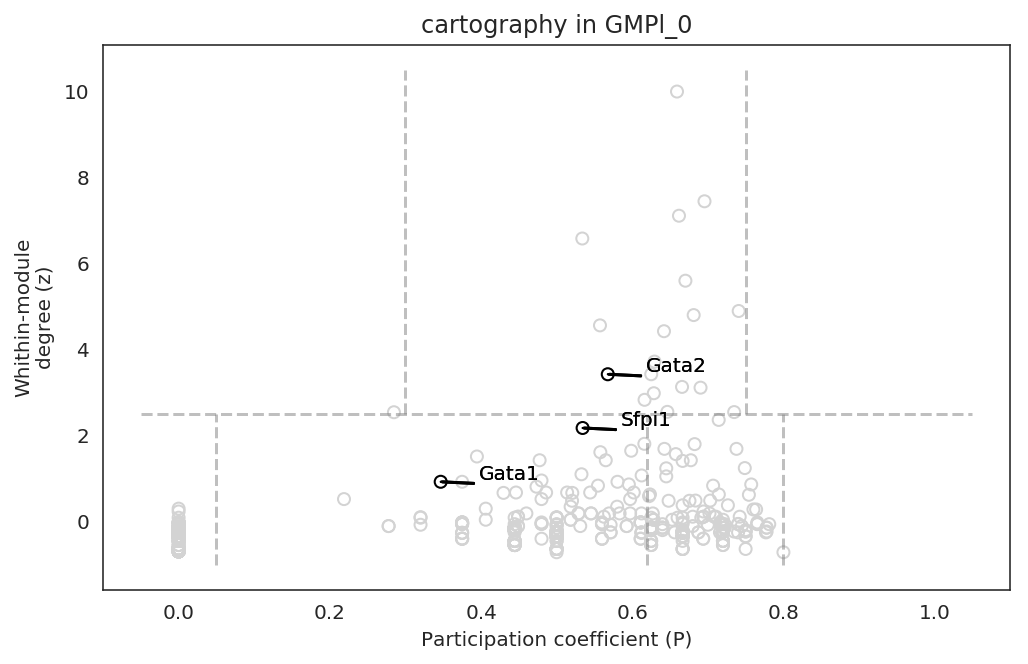 cartography in GMPl_0
10
8
6
4
2
0
Whithin-module
degree (z)
Gata2
Sfpi1
Gata1
0.0
0.2
0.4
0.6
0.8
1.0
Participation coefficient (P)